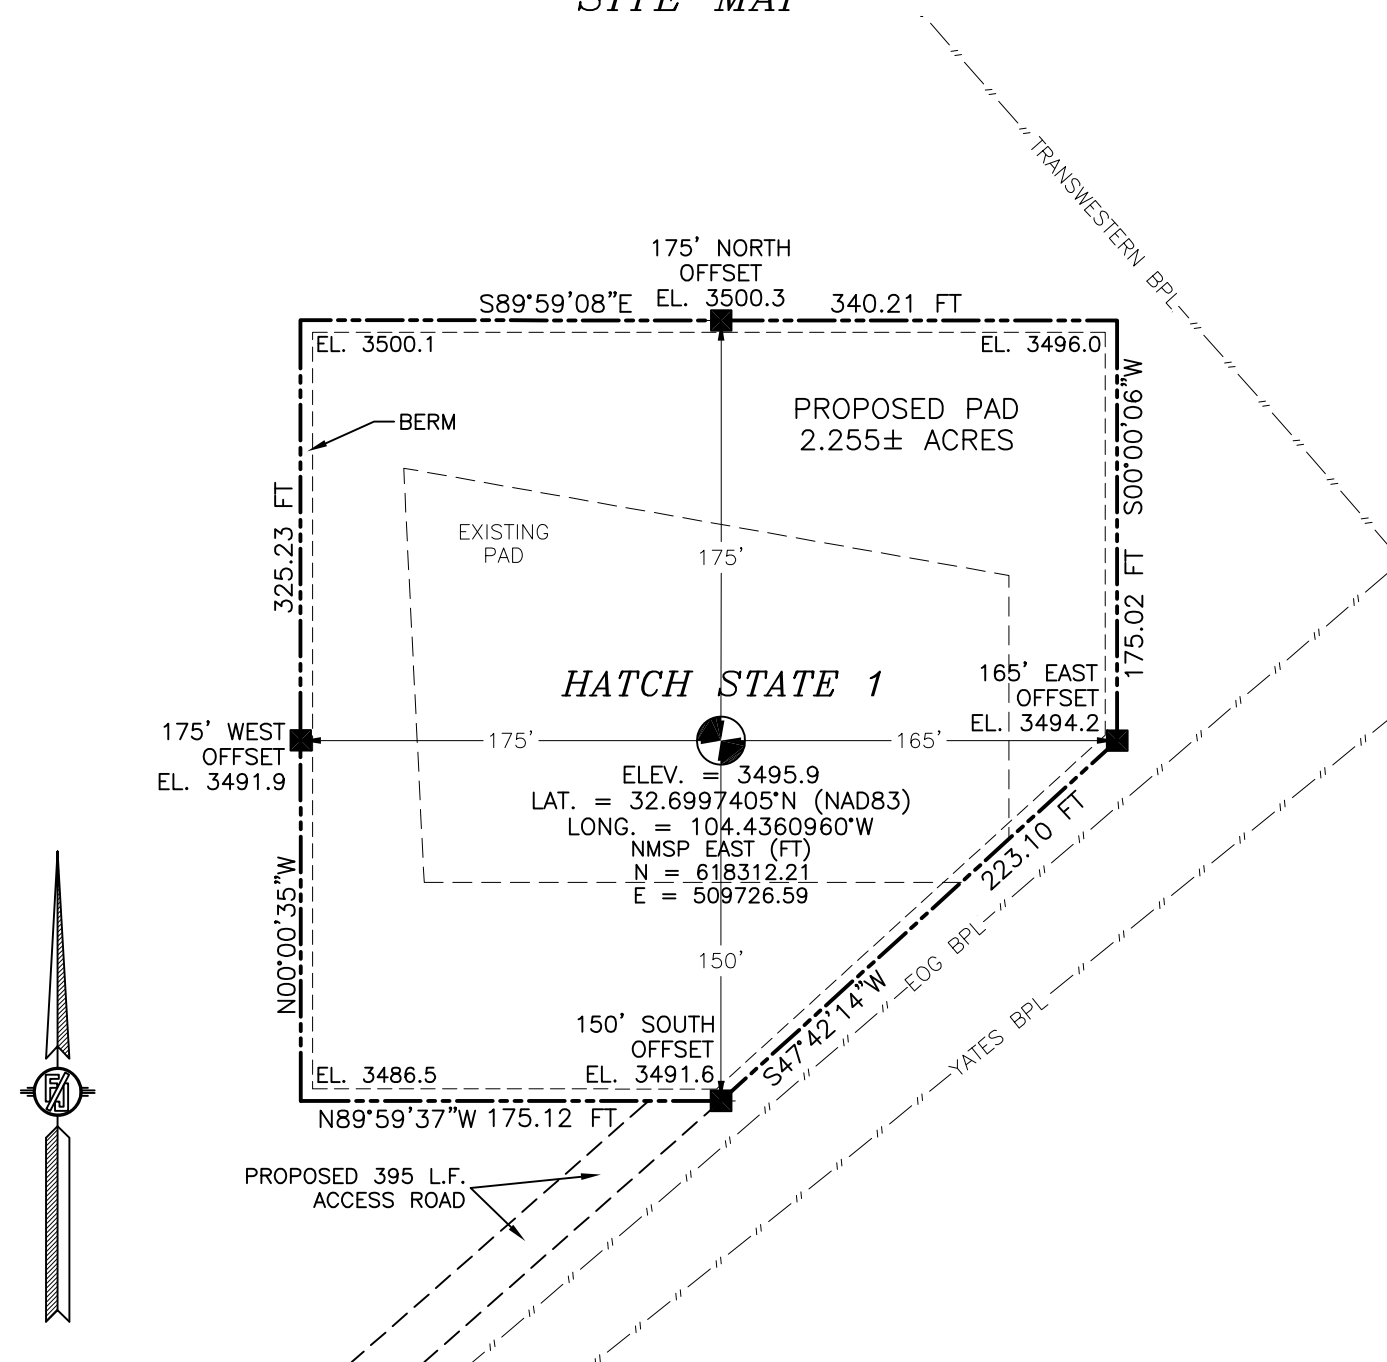 SITE MAP
TRANSWESTERN BPL
175' NORTH
OFFSET
EL. 3500.3
S89°59'08"E
340.21 FT
EL. 3500.1
EL. 3496.0
BERM
PROPOSED PAD
2.255± ACRES
S00°00'06"W
175.02 FT
325.23 FT
N00°00'35"W
EXISTING
PAD
175'
HATCH STATE 1
165' EAST
OFFSET
EL. 3494.2
175' WEST
OFFSET
EL. 3491.9
175'
165'
ELEV. = 3495.9
LAT. = 32.6997405°N (NAD83)
LONG. = 104.4360960°W
NMSP EAST (FT)
N = 618312.21
E = 509726.59
223.10 FT
S47°42'14"W
EOG BPL
YATES BPL
150'
150' SOUTH
OFFSET
EL. 3491.6
EL. 3486.5
N89°59'37"W
175.12 FT
PROPOSED 395 L.F.
ACCESS ROAD